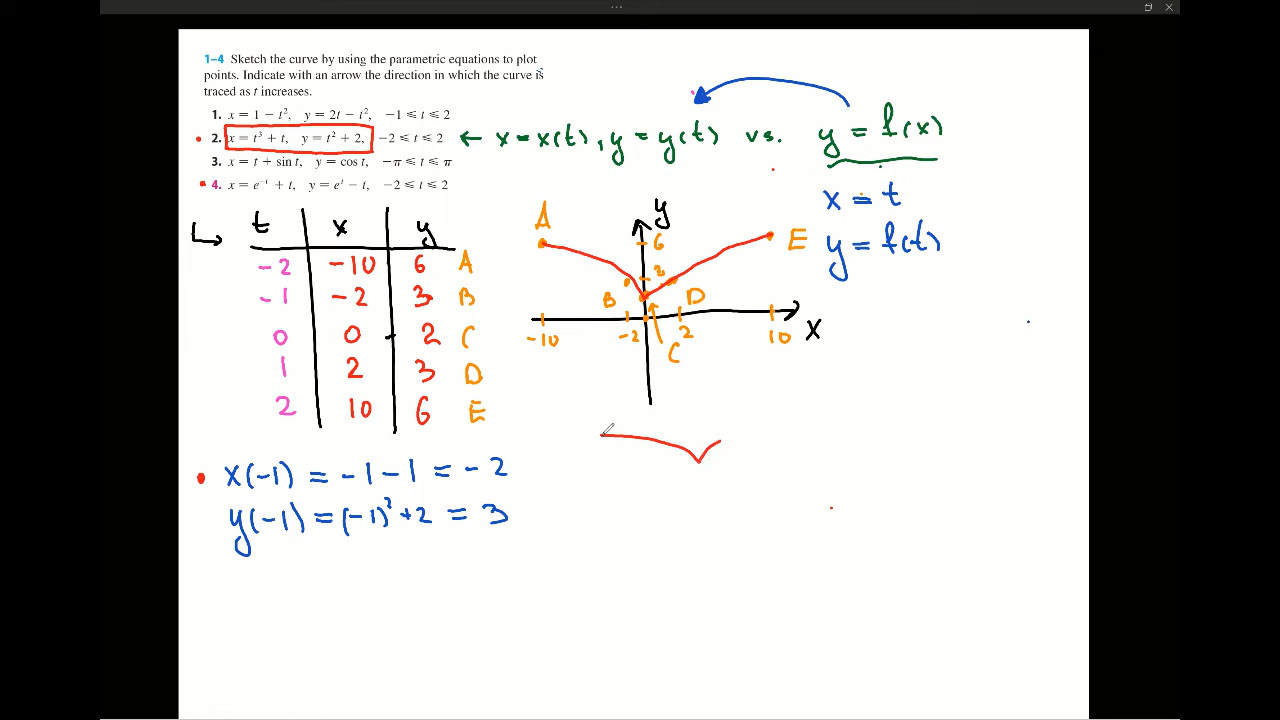 1–4 Sketch the curve by using the parametric equations to plot
points. Indicate with an arrow the direction in which the curve is
traced as t increases.
1. x = 1 − t², y = 2t − t², −1 ≤ t ≤ 2
2. x = t³ + t, y = t² + 2, −2 ≤ t ≤ 2
← x = x(t), y = y(t) vs. y = f(x)
3. x = t + sin t, y = cos t, −π ≤ t ≤ π
4. x = e⁻ᵗ + t, y = eᵗ − t, −2 ≤ t ≤ 2
x = t
y = f(t)
t x y
-2 -10 6 A
-1 -2 3 B
0 0 2 C
1 2 3 D
2 10 6 E
A y
6 E
2
B D
-10 -2 2 10 x
C
x(-1) = -1 - 1 = -2
y(-1) = (-1)² + 2 = 3